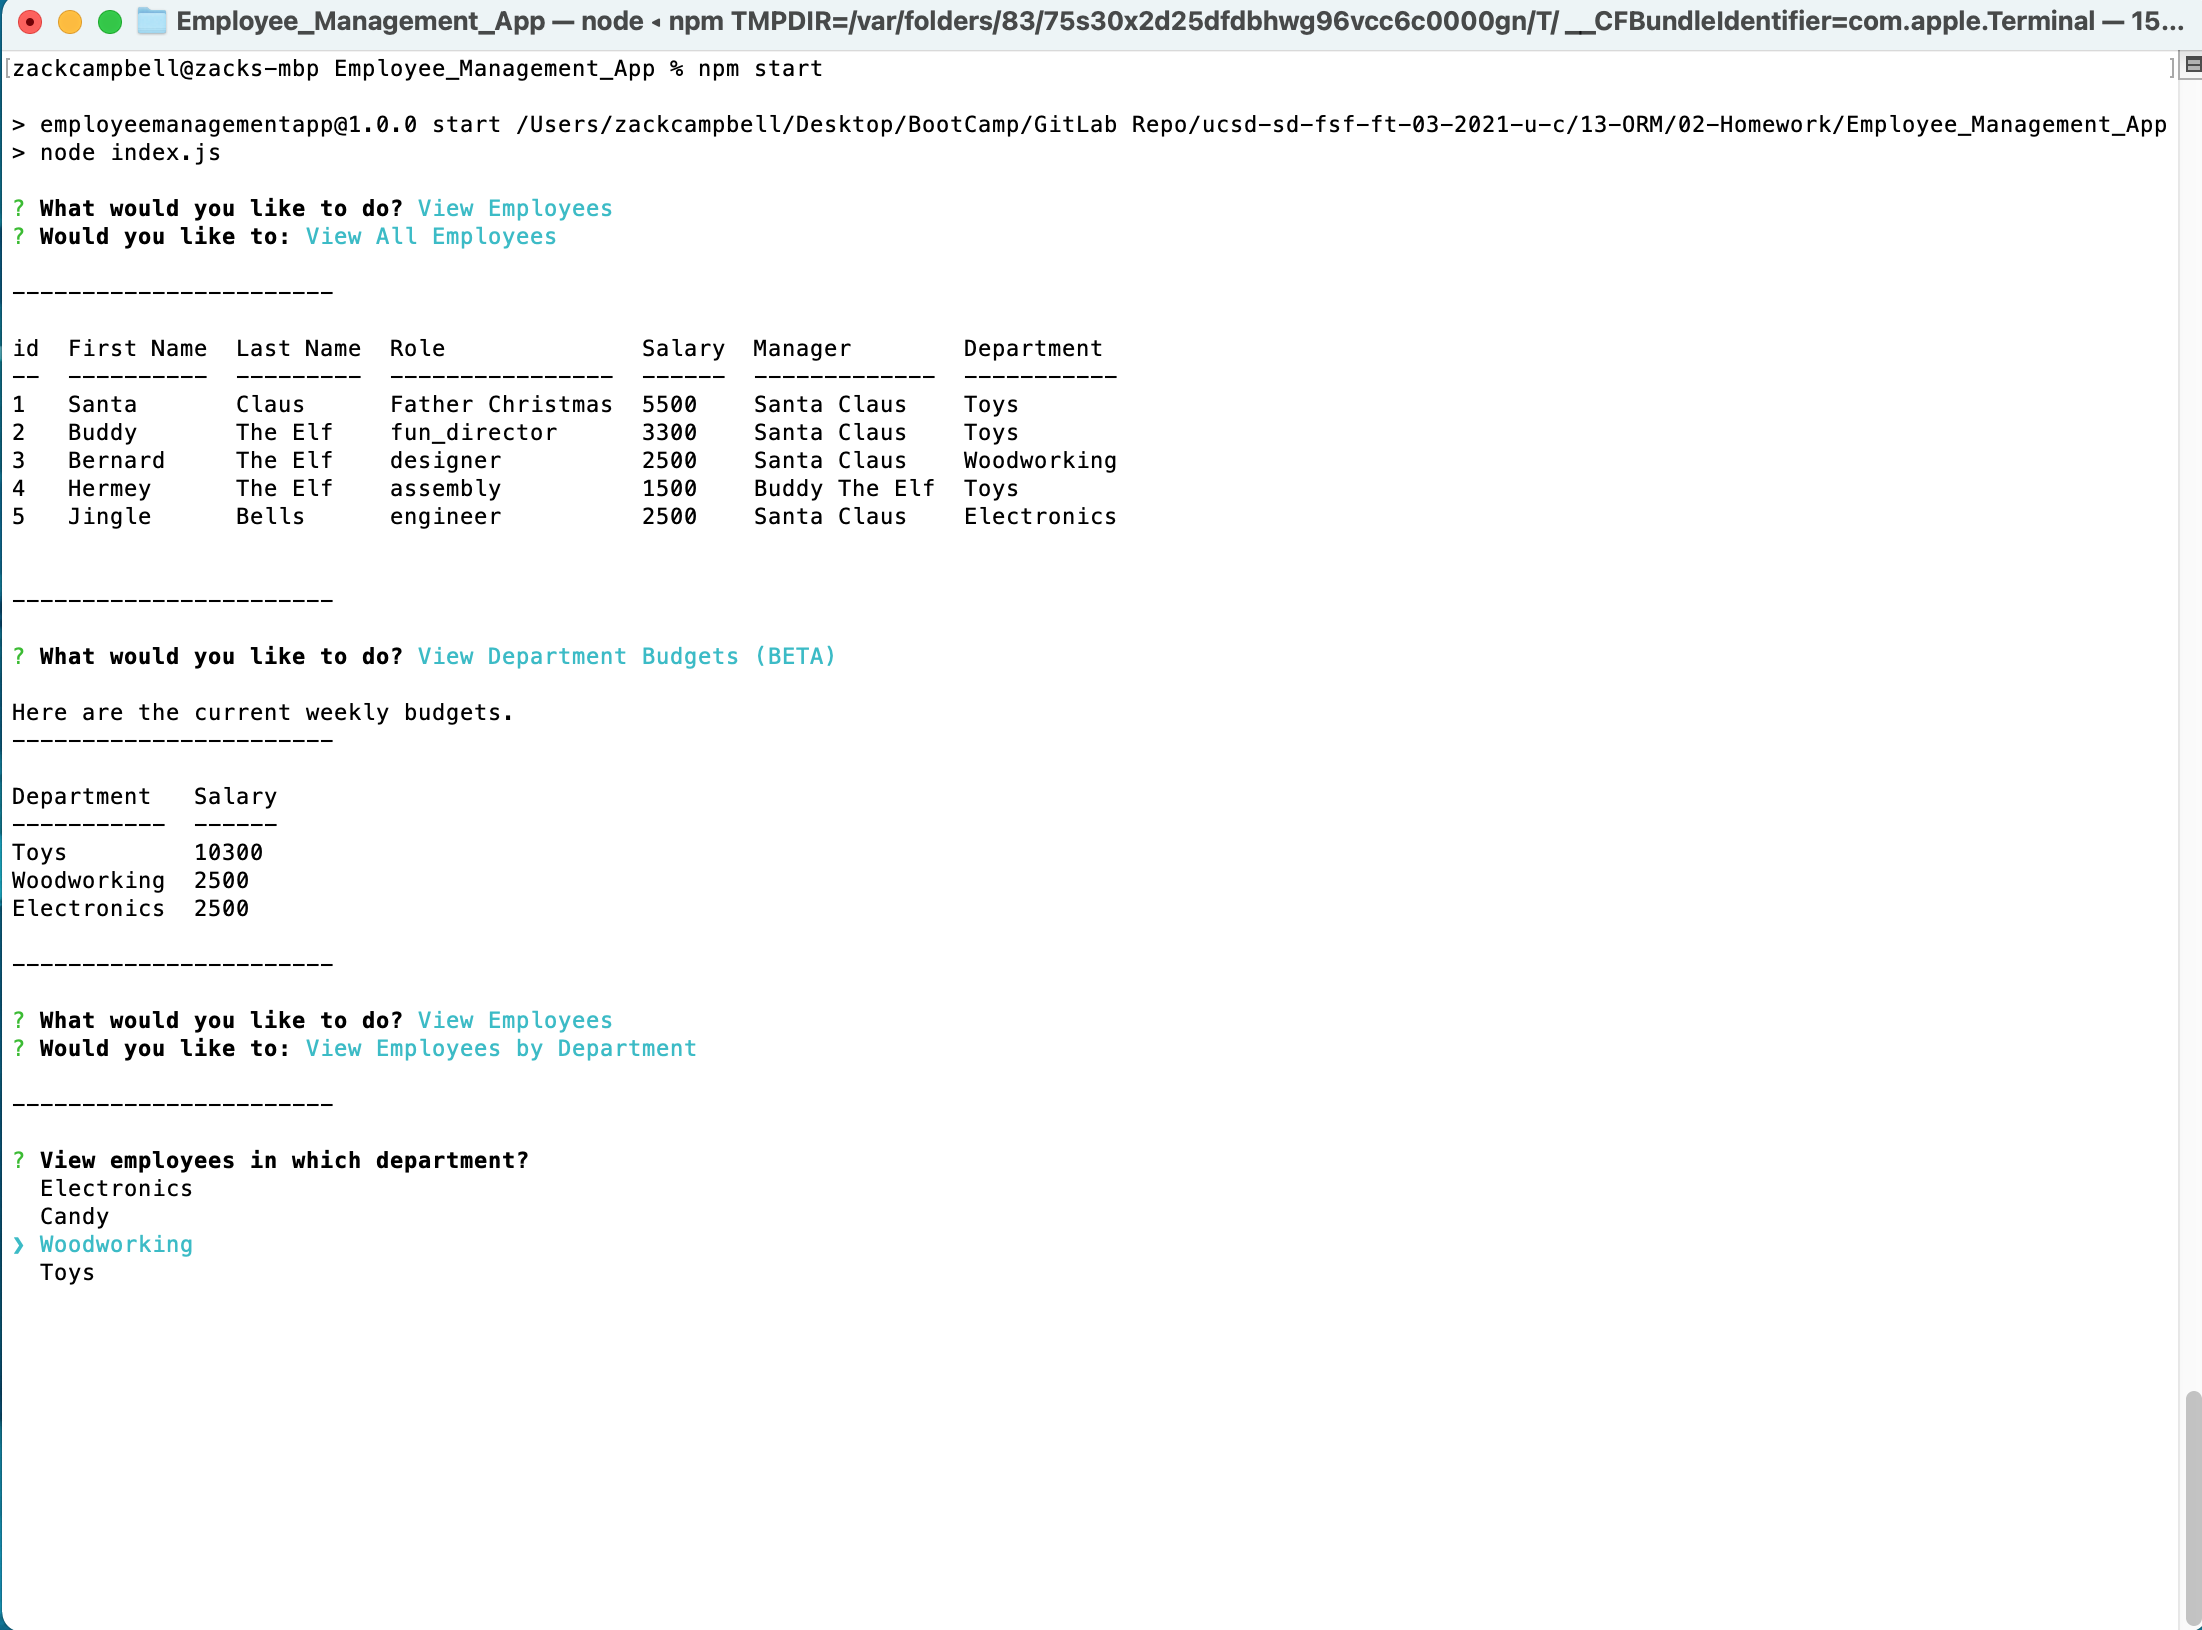 Employee_Management_App — node ◂ npm TMPDIR=/var/folders/83/75s30x2d25dfdbhwg96vcc6c0000gn/T/ __CFBundleIdentifier=com.apple.Terminal — 15...
[zackcampbell@zacks-mbp Employee_Management_App % npm start ]
> employeemanagementapp@1.0.0 start /Users/zackcampbell/Desktop/BootCamp/GitLab Repo/ucsd-sd-fsf-ft-03-2021-u-c/13-ORM/02-Homework/Employee_Management_App
> node index.js
? What would you like to do? View Employees
? Would you like to: View All Employees
-----------------------
id  First Name  Last Name  Role              Salary  Manager        Department
--  ----------  ---------  ----------------  ------  -------------  -----------
1   Santa       Claus      Father Christmas  5500    Santa Claus    Toys
2   Buddy       The Elf    fun_director      3300    Santa Claus    Toys
3   Bernard     The Elf    designer          2500    Santa Claus    Woodworking
4   Hermey      The Elf    assembly          1500    Buddy The Elf  Toys
5   Jingle      Bells      engineer          2500    Santa Claus    Electronics
-----------------------
? What would you like to do? View Department Budgets (BETA)
Here are the current weekly budgets.
-----------------------
Department   Salary
-----------  ------
Toys         10300
Woodworking  2500
Electronics  2500
-----------------------
? What would you like to do? View Employees
? Would you like to: View Employees by Department
-----------------------
? View employees in which department?
Electronics
Candy
❯ Woodworking
Toys